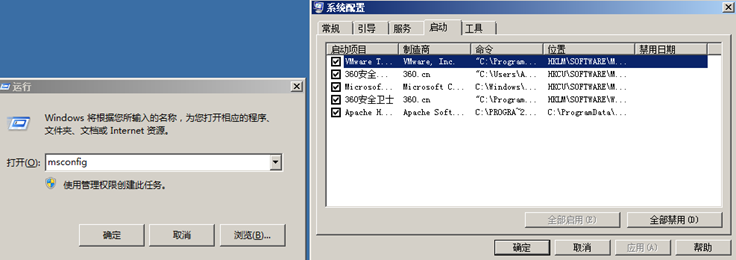 运行
Windows 将根据您所输入的名称，为您打开相应的程序、
文件夹、文档或 Internet 资源。
打开(O): msconfig
使用管理权限创建此任务。
确定 取消 浏览(B)...
系统配置
常规 引导 服务 启动 工具
启动项目 制造商 命令 位置 禁用日期
VMware T... VMware, Inc. "C:\Program... HKLM\SOFTWARE\M...
360安全... 360.cn "C:\Users\A... HKCU\SOFTWARE\M...
Microsof... Microsoft C... C:\Windows\... HKCU\SOFTWARE\M...
360安全卫士 360.cn "C:\Program... HKLM\SOFTWARE\W...
Apache H... Apache Soft... C:\PROGRA~2... C:\ProgramData\...
全部启用(E) 全部禁用(D)
确定 取消 应用(A) 帮助